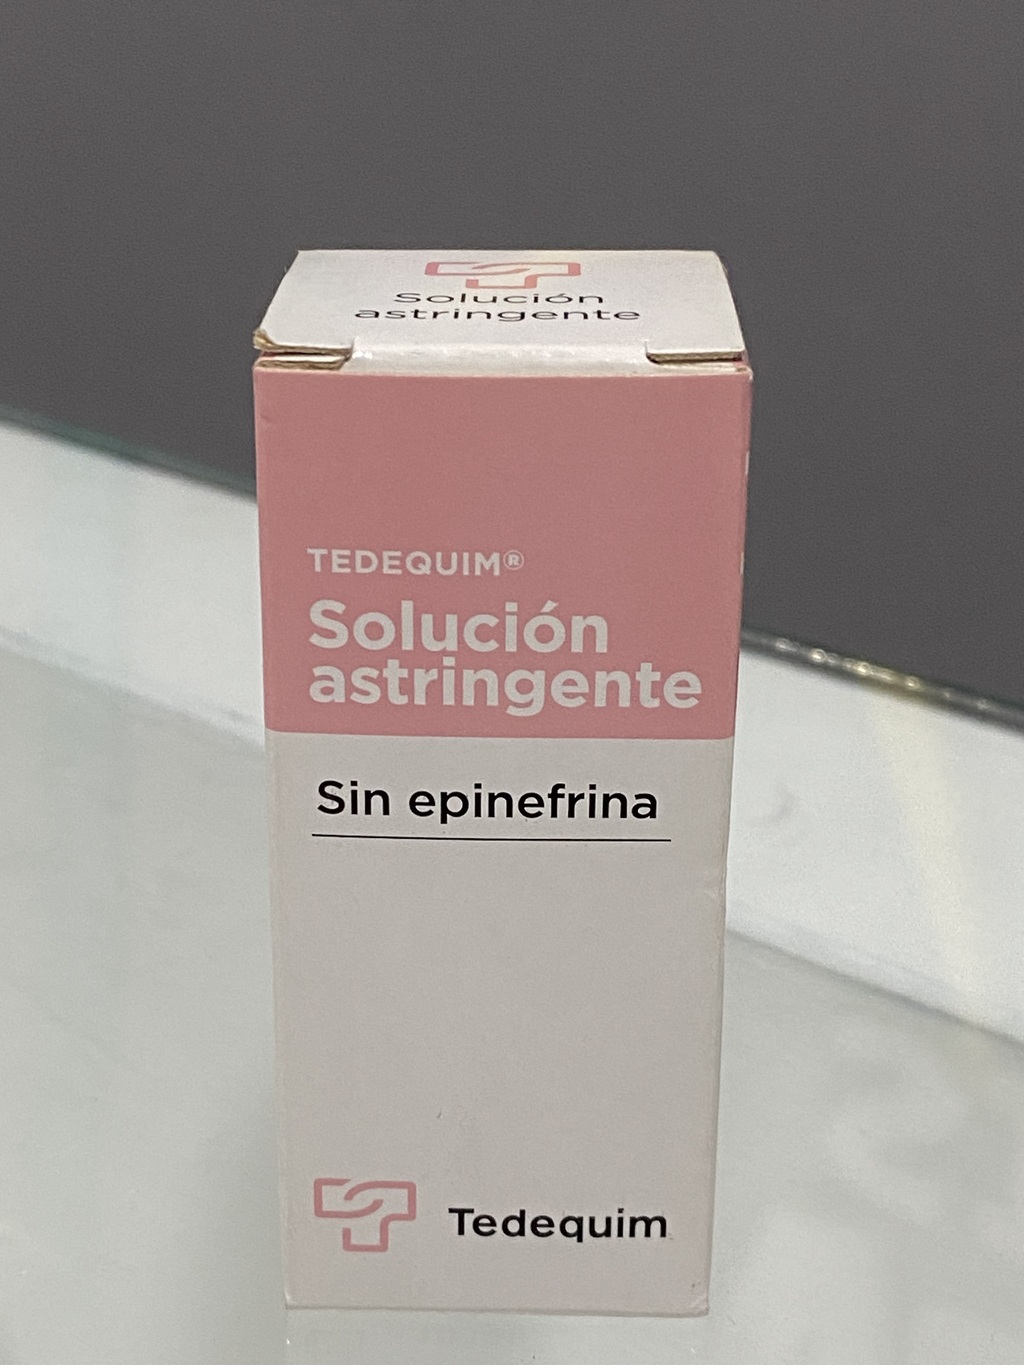 Solución
astringente
TEDEQUIM®
Solución
astringente
Sin epinefrina
Tedequim